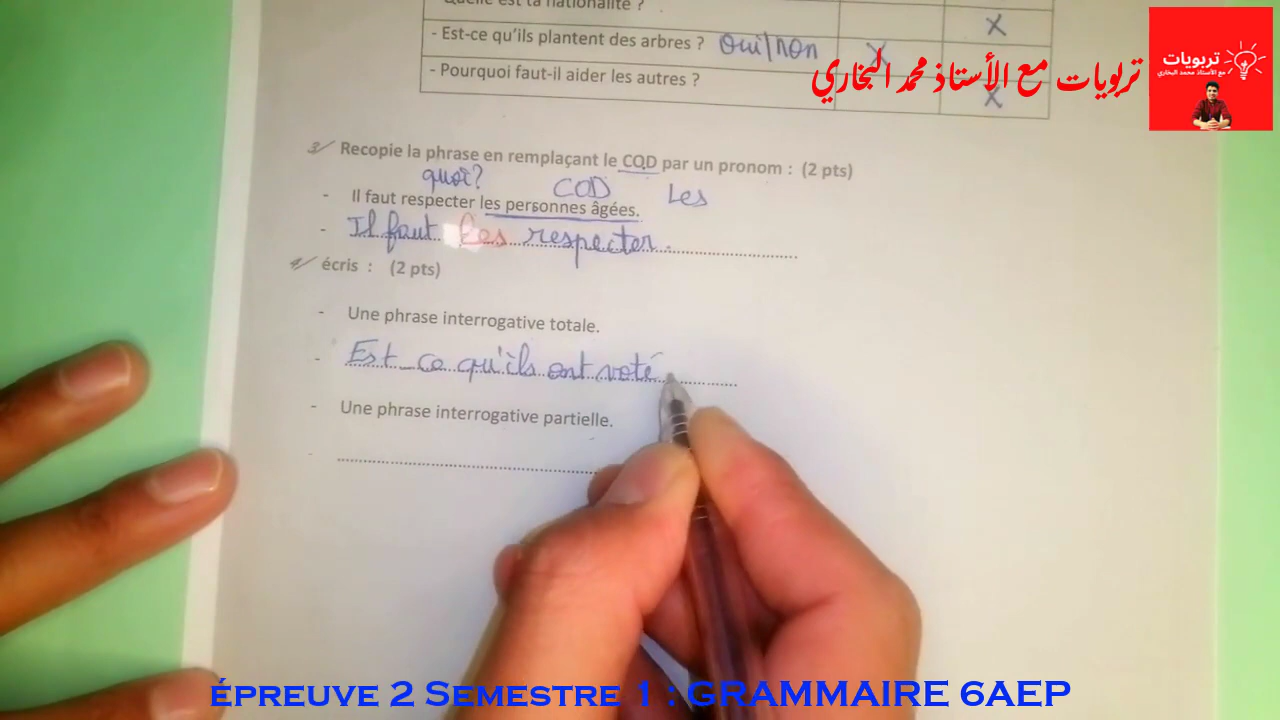 Quelle est ta nationalité ? X
- Est-ce qu'ils plantent des arbres ? oui/non X
- Pourquoi faut-il aider les autres ? X
تربويات مع الأستاذ محمد البخاري
تربويات
مع الأستاذ محمد البخاري
3/ Recopie la phrase en remplaçant le COD par un pronom : (2 pts)
quoi? COD Les
- Il faut respecter les personnes âgées.
- Il faut les respecter.
4/ écris : (2 pts)
- Une phrase interrogative totale.
- Est_ce qu'ils ont voté
- Une phrase interrogative partielle.
épreuve 2 Semestre 1 : GRAMMAIRE 6AEP